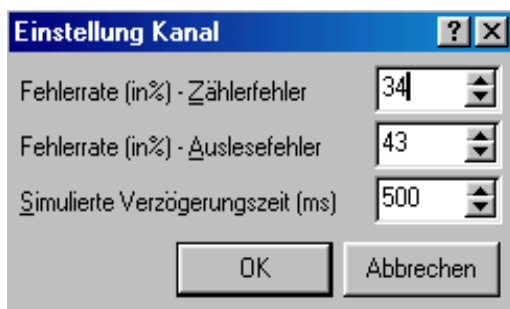 Einstellung Kanal ? ×
Fehlerrate (in%) - Zählerfehler 34
Fehlerrate (in%) - Auslesefehler 43
Simulierte Verzögerungszeit (ms) 500
OK Abbrechen